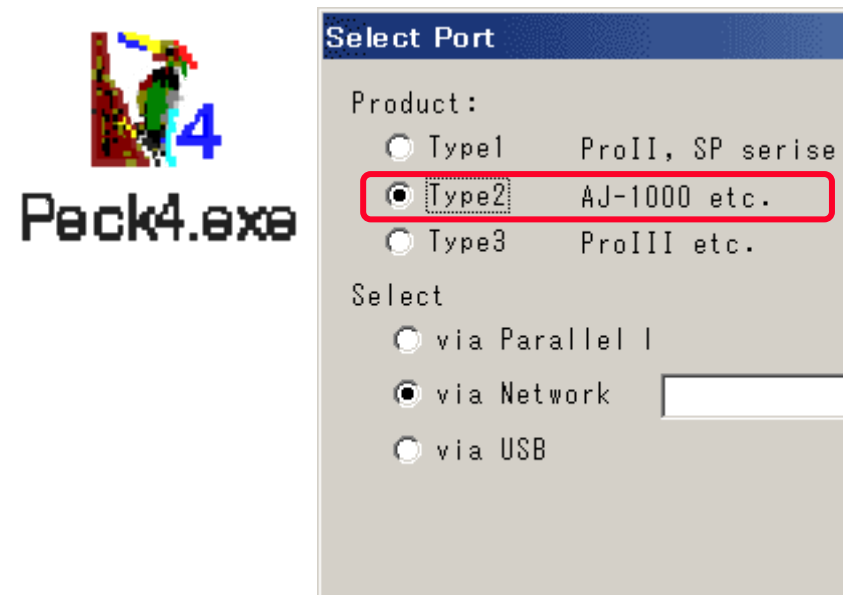 4
Peck4.exe
Select Port
Product:
Type1 ProII, SP serise
Type2 AJ-1000 etc.
Type3 ProIII etc.
Select
via Parallel I
via Network
via USB